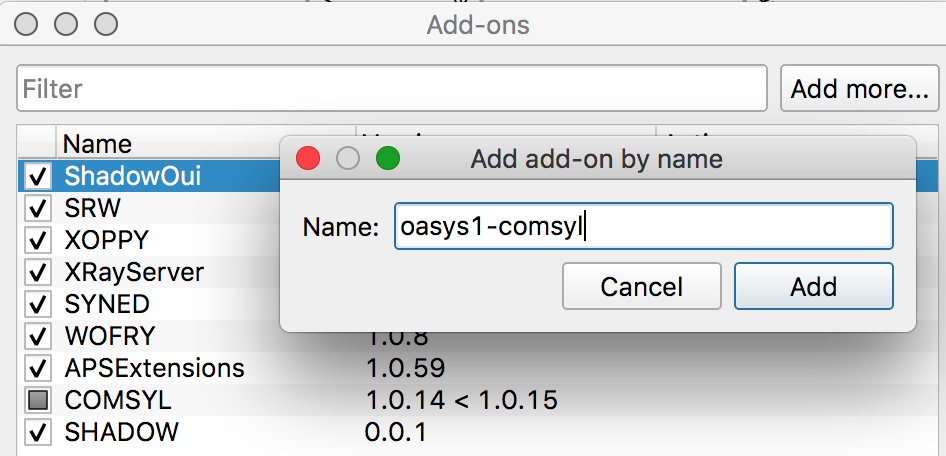 Add-ons
Filter
Add more...
Name
Add add-on by name
ShadowOui
Name: oasys1-comsyl
SRW
XOPPY
XRayServer
Cancel Add
SYNED
WOFRY 1.0.8
APSExtensions 1.0.59
COMSYL 1.0.14 < 1.0.15
SHADOW 0.0.1